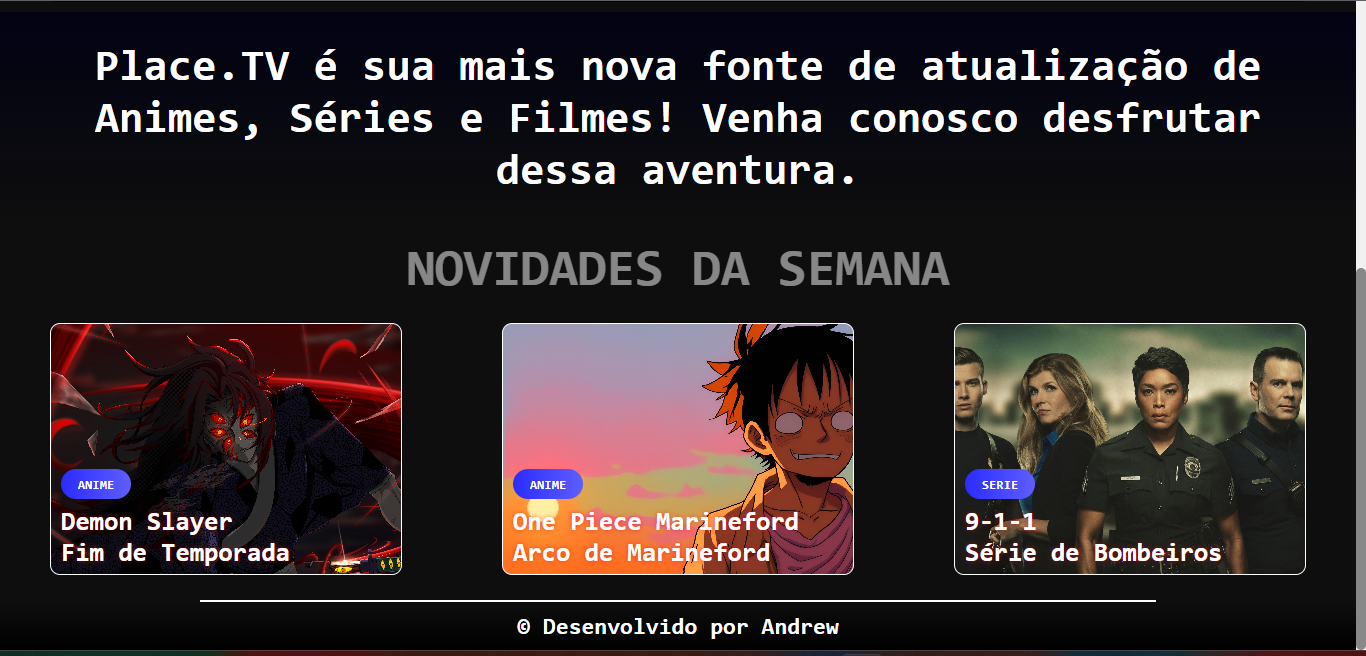 Place.TV é sua mais nova fonte de atualização de
Animes, Séries e Filmes! Venha conosco desfrutar
dessa aventura.
NOVIDADES DA SEMANA
ANIME
Demon Slayer
Fim de Temporada
ANIME
One Piece Marineford
Arco de Marineford
SERIE
9-1-1
Série de Bombeiros
© Desenvolvido por Andrew